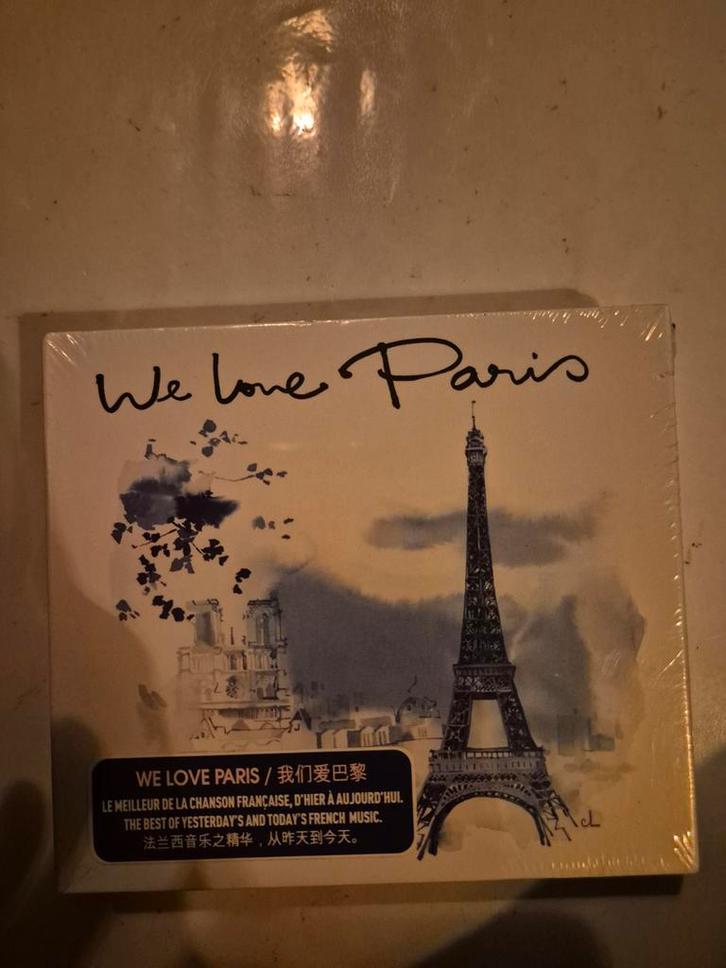 We Love Paris
WE LOVE PARIS / 我们爱巴黎
LE MEILLEUR DE LA CHANSON FRANÇAISE, D'HIER À AUJOURD'HUI.
THE BEST OF YESTERDAY'S AND TODAY'S FRENCH MUSIC.
法兰西音乐之精华，从昨天到今天。
cL